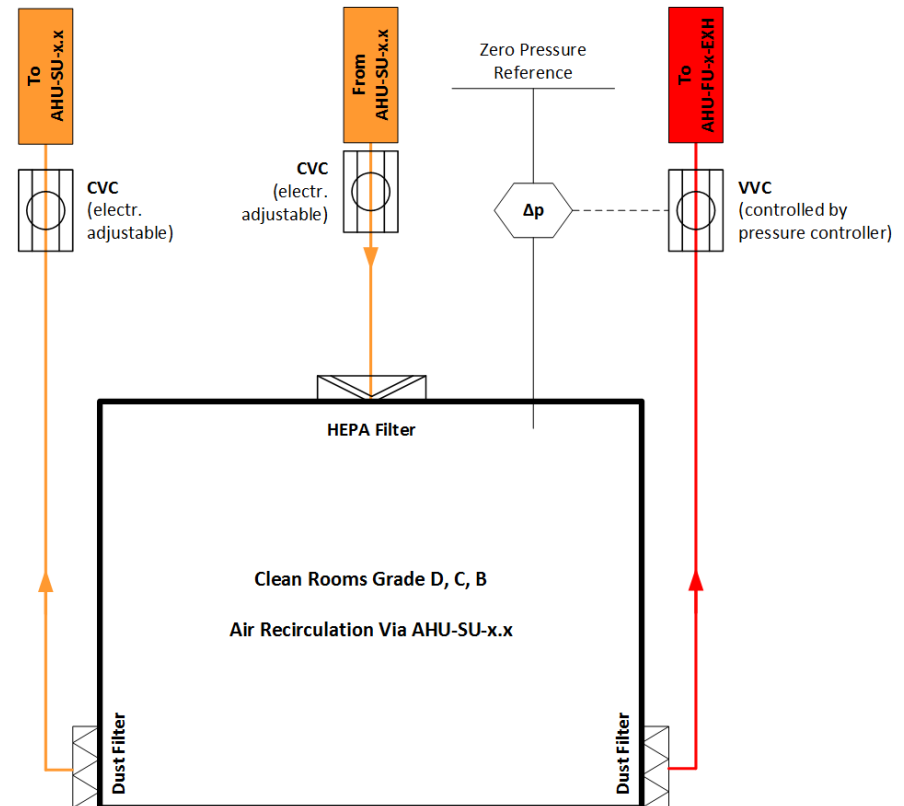 To
AHU-SU-x.x
From
AHU-SU-x.x
Zero Pressure
Reference
To
AHU-FU-x-EXH
CVC
(electr.
adjustable)
CVC
(electr.
adjustable)
Δp
VVC
(controlled by
pressure controller)
HEPA Filter
Clean Rooms Grade D, C, B
Air Recirculation Via AHU-SU-x.x
Dust Filter
Dust Filter